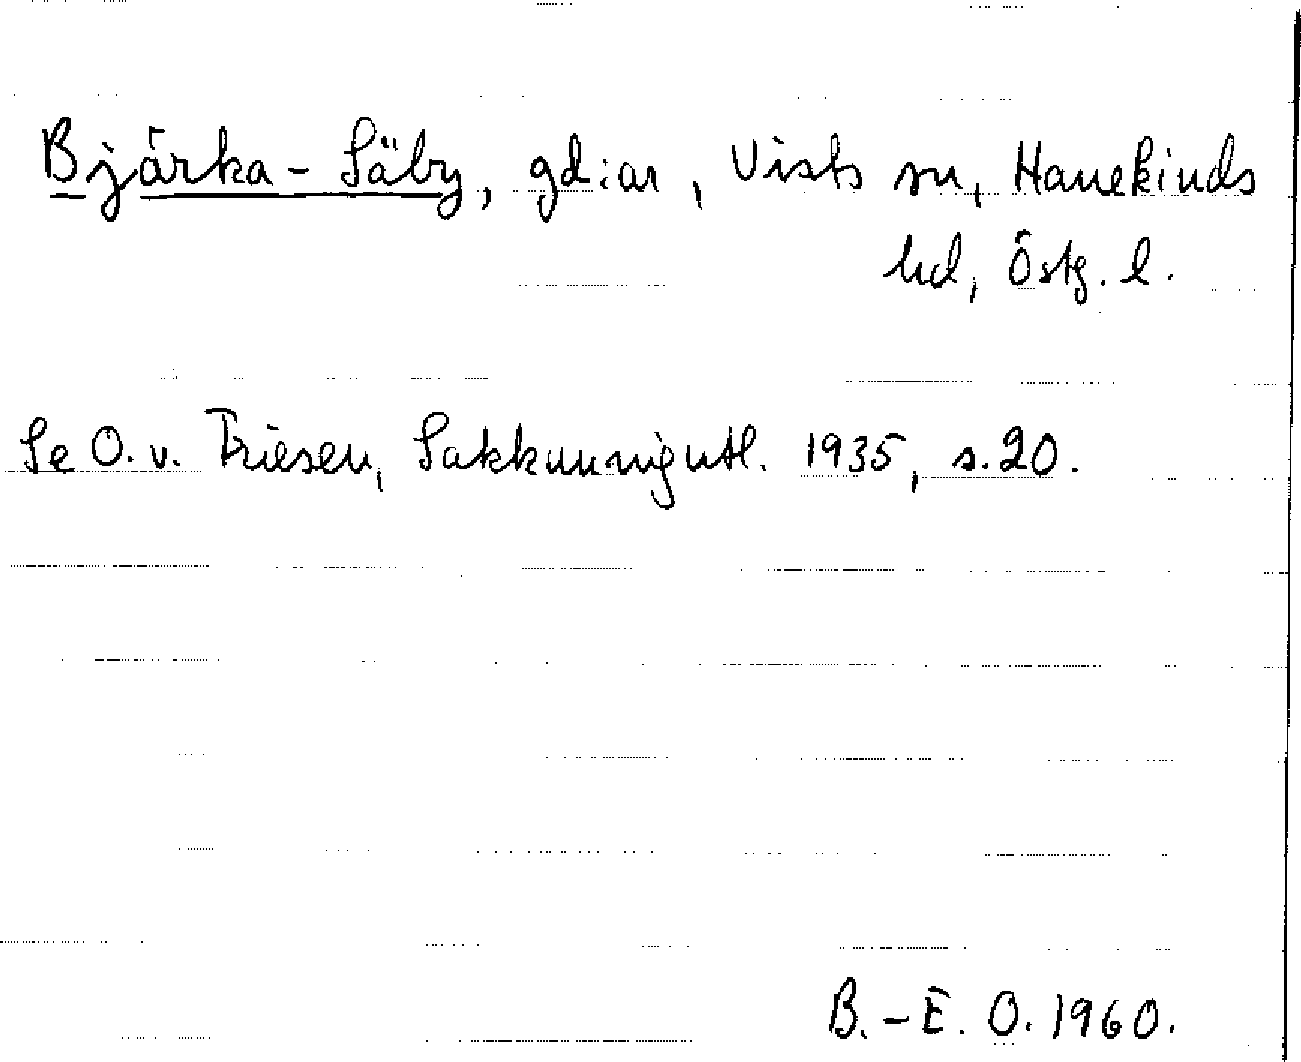 Bjärka-Säby, gd:ar, Vists sn, Hanekinds
hd, Östg. l.
Se O. v. Friesen, Sakkunnigutl. 1935, s. 20.
B.-E. O. 1960.